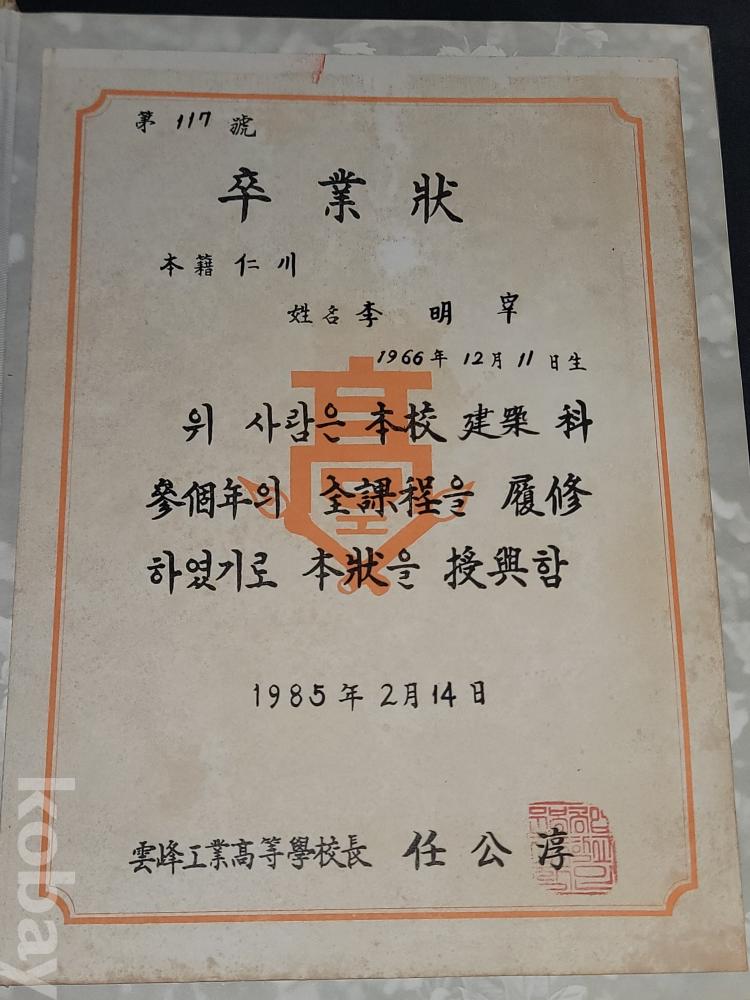 第 117 號
卒業狀
本籍 仁川
姓名 李 明 宰
1966年 12月 11日生
위 사람은 本校 建築 科
參個年의 全課程을 履修
하였기로 本狀을 授與함
1985年 2月 14日
雲峰工業高等學校長 任公淳
kobay